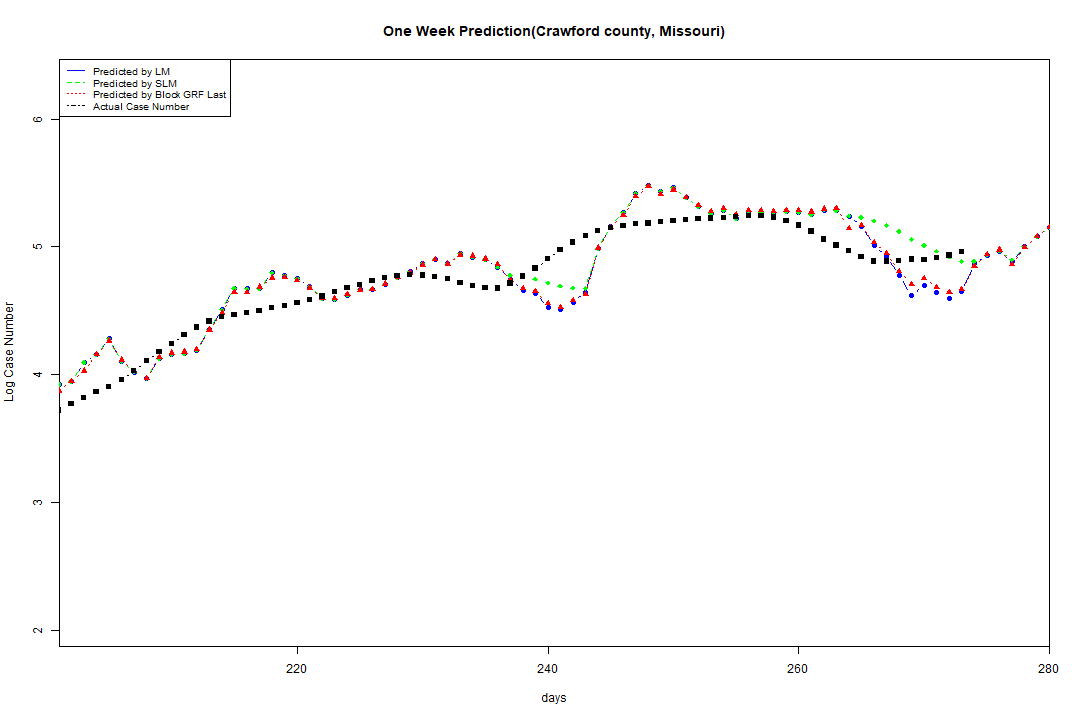 One Week Prediction(Crawford county, Missouri)
Predicted by LM
Predicted by SLM
Predicted by Block GRF Last
Actual Case Number
6
5
4
3
2
Log Case Number
220
240
260
280
days